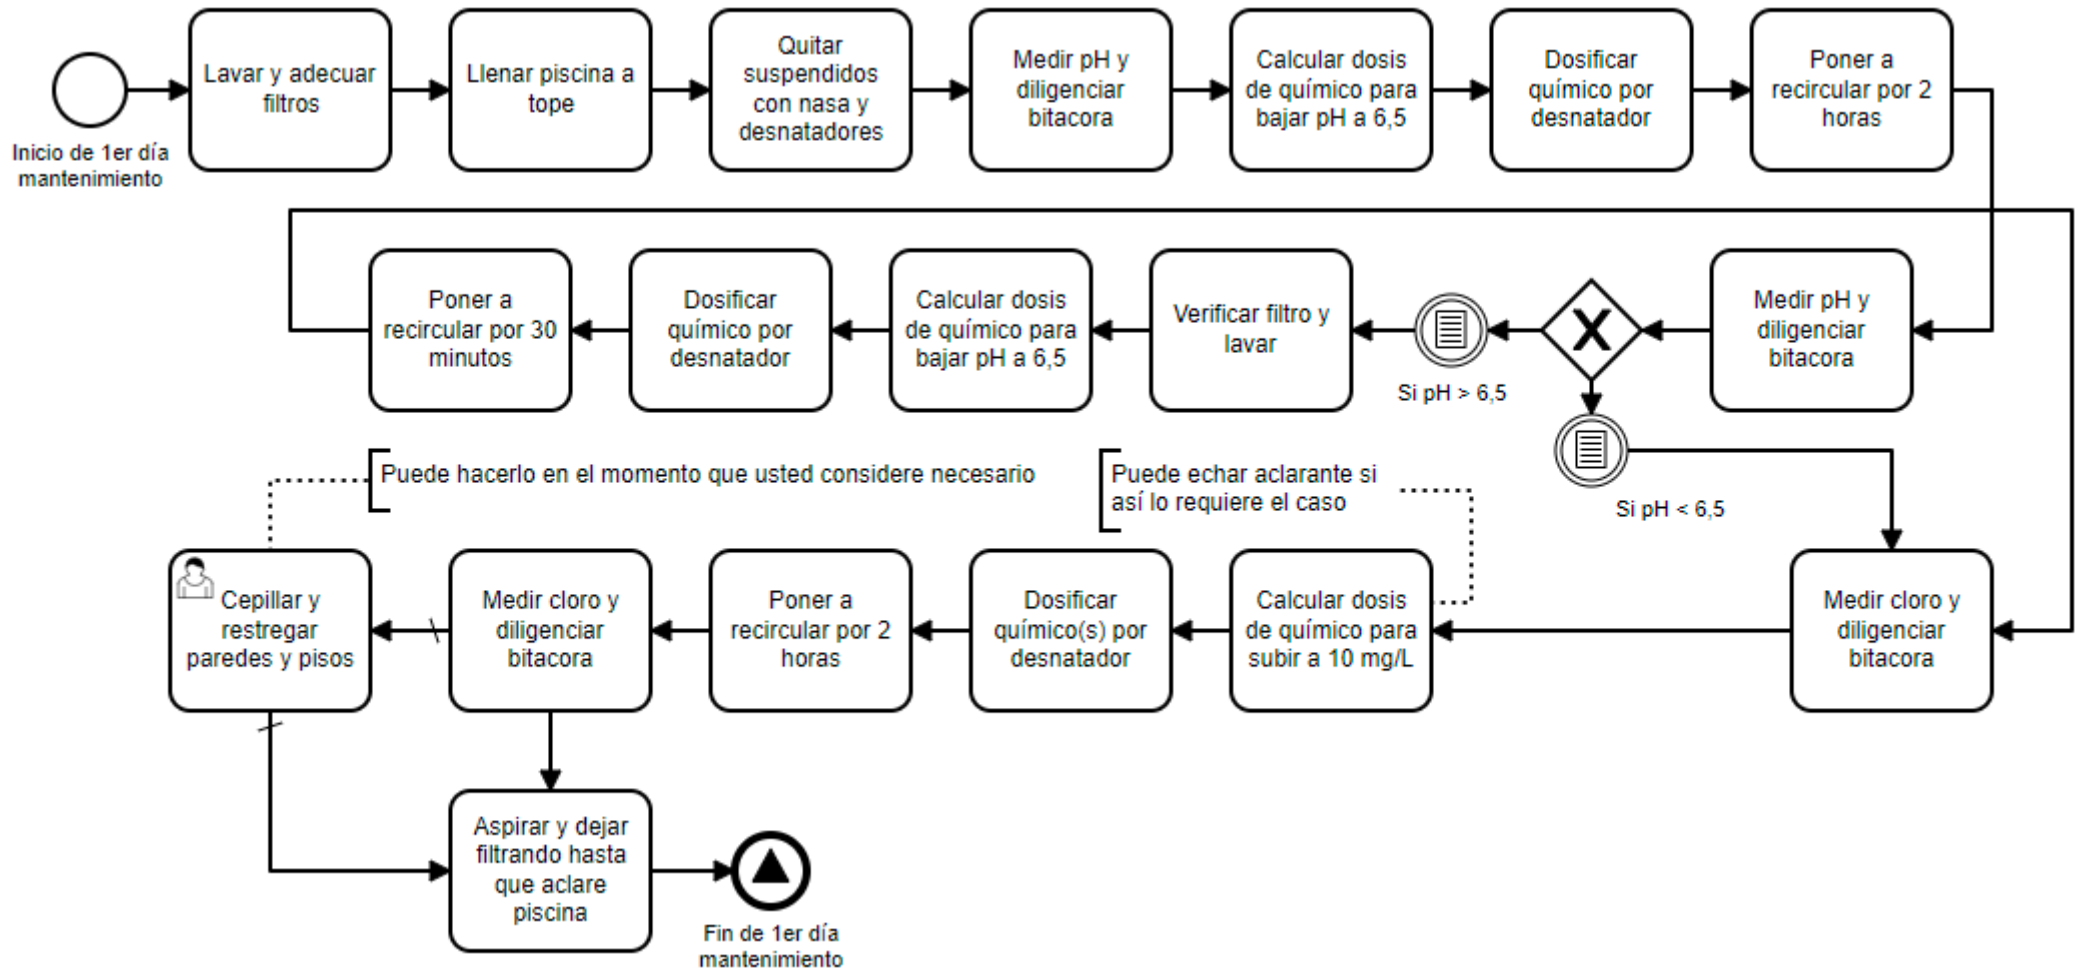 Inicio de 1er día
mantenimiento
Lavar y adecuar
filtros
Llenar piscina a
tope
Quitar
suspendidos
con nasa y
desnatadores
Medir pH y
diligenciar
bitacora
Calcular dosis
de químico para
bajar pH a 6,5
Dosificar
químico por
desnatador
Poner a
recircular por 2
horas
Medir pH y
diligenciar
bitacora
X
Si pH > 6,5
Si pH < 6,5
Verificar filtro y
lavar
Calcular dosis
de químico para
bajar pH a 6,5
Dosificar
químico por
desnatador
Poner a
recircular por 30
minutos
Medir cloro y
diligenciar
bitacora
Puede echar aclarante si
así lo requiere el caso
Calcular dosis
de químico para
subir a 10 mg/L
Dosificar
químico(s) por
desnatador
Poner a
recircular por 2
horas
Medir cloro y
diligenciar
bitacora
Puede hacerlo en el momento que usted considere necesario
Cepillar y
restregar
paredes y pisos
Aspirar y dejar
filtrando hasta
que aclare
piscina
Fin de 1er día
mantenimiento